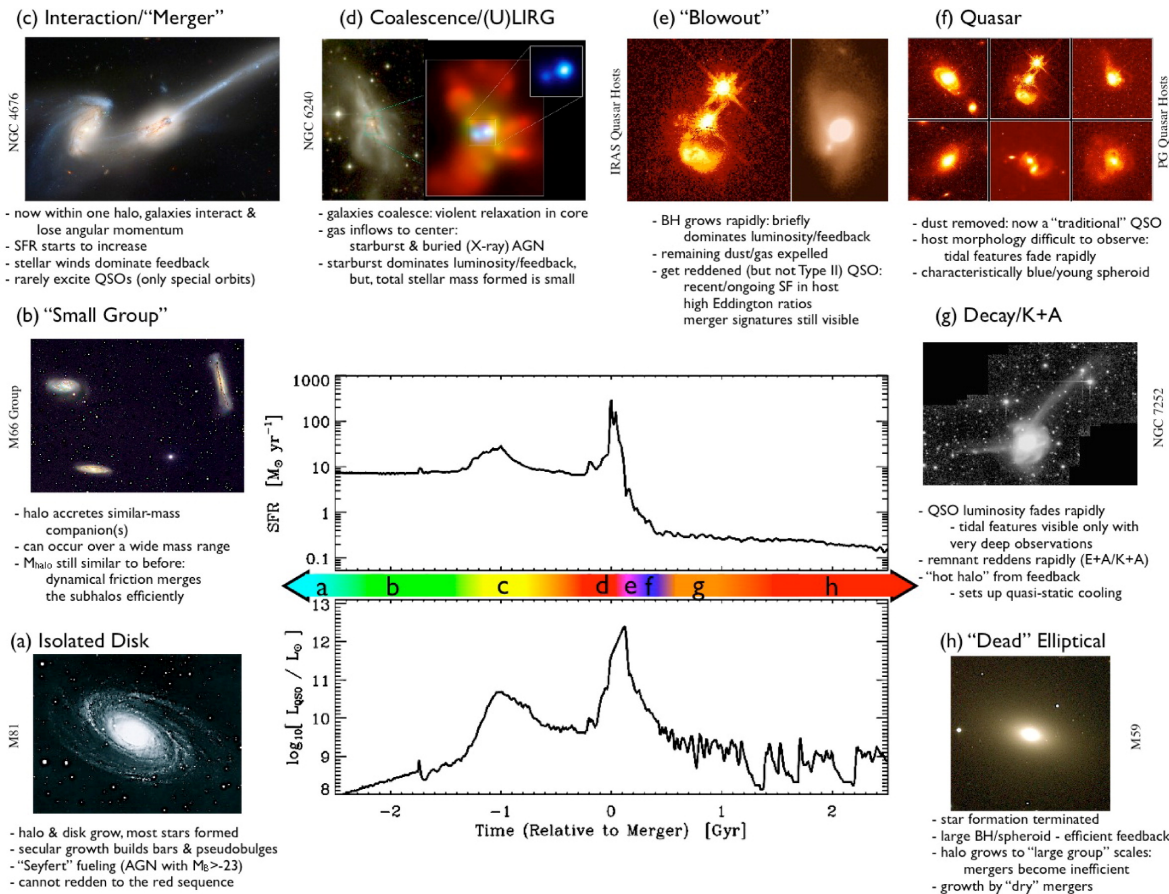 (c) Interaction/“Merger”
NGC 4676
- now within one halo, galaxies interact &
lose angular momentum
- SFR starts to increase
- stellar winds dominate feedback
- rarely excite QSOs (only special orbits)
(d) Coalescence/(U)LIRG
NGC 6240
- galaxies coalesce: violent relaxation in core
- gas inflows to center:
starburst & buried (X-ray) AGN
- starburst dominates luminosity/feedback,
but, total stellar mass formed is small
(e) “Blowout”
IRAS Quasar Hosts
- BH grows rapidly: briefly
dominates luminosity/feedback
- remaining dust/gas expelled
- get reddened (but not Type II) QSO:
recent/ongoing SF in host
high Eddington ratios
merger signatures still visible
(f) Quasar
PG Quasar Hosts
- dust removed: now a “traditional” QSO
- host morphology difficult to observe:
tidal features fade rapidly
- characteristically blue/young spheroid
(b) “Small Group”
M66 Group
- halo accretes similar-mass
companion(s)
- can occur over a wide mass range
- Mhalo still similar to before:
dynamical friction merges
the subhalos efficiently
(g) Decay/K+A
NGC 7252
- QSO luminosity fades rapidly
- tidal features visible only with
very deep observations
- remnant reddens rapidly (E+A/K+A)
- “hot halo” from feedback
- sets up quasi-static cooling
(a) Isolated Disk
M81
- halo & disk grow, most stars formed
- secular growth builds bars & pseudobulges
- “Seyfert” fueling (AGN with MB>-23)
- cannot redden to the red sequence
(h) “Dead” Elliptical
M59
- star formation terminated
- large BH/spheroid - efficient feedback
- halo grows to “large group” scales:
mergers become inefficient
- growth by “dry” mergers
SFR [M⊙ yr⁻¹]
1000
100
10
1
0.1
a b c d e f g h
log10[ LQSO / L⊙ ]
13
12
11
10
9
8
-2 -1 0 1 2
Time (Relative to Merger) [Gyr]